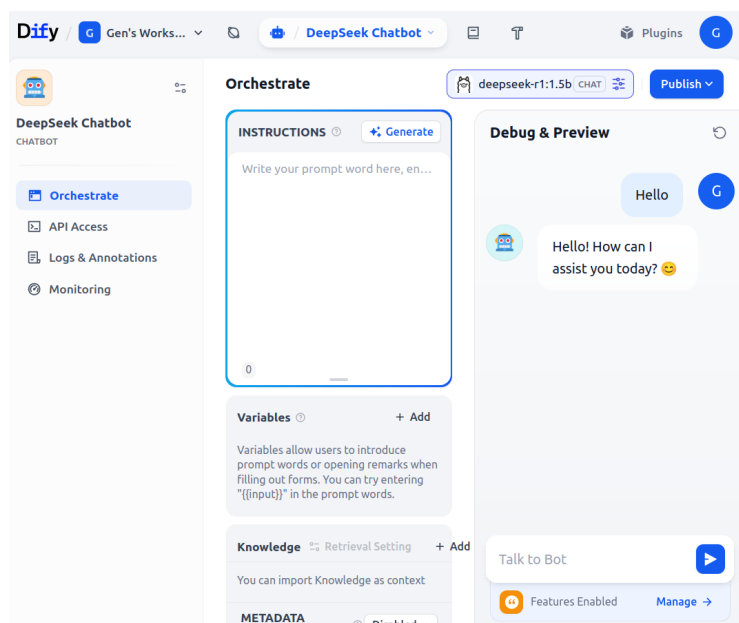 Dify / G Gen's Works... / DeepSeek Chatbot Plugins G
DeepSeek Chatbot
CHATBOT
Orchestrate
API Access
Logs & Annotations
Monitoring
Orchestrate
deepseek-r1:1.5b CHAT
Publish
INSTRUCTIONS
Generate
Write your prompt word here, en...
0
Variables
+ Add
Variables allow users to introduce
prompt words or opening remarks when
filling out forms. You can try entering
"{{input}}" in the prompt words.
Knowledge Retrieval Setting + Add
You can import Knowledge as context
METADATA
Disabled
Debug & Preview
Hello
G
Hello! How can I
assist you today? 😊
Talk to Bot
Features Enabled
Manage →